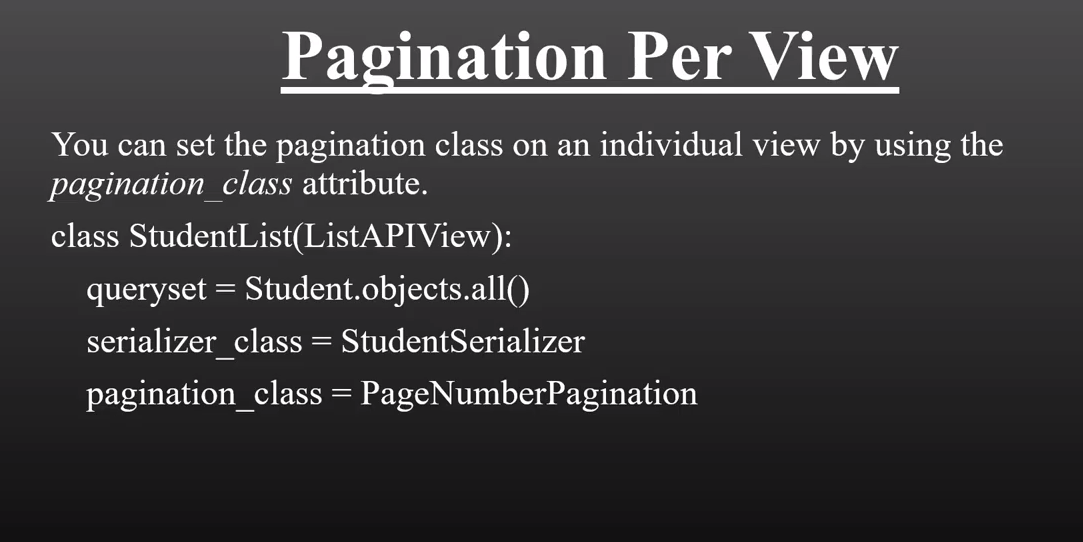 Pagination Per View
You can set the pagination class on an individual view by using the
pagination_class attribute.
class StudentList(ListAPIView):
queryset = Student.objects.all()
serializer_class = StudentSerializer
pagination_class = PageNumberPagination